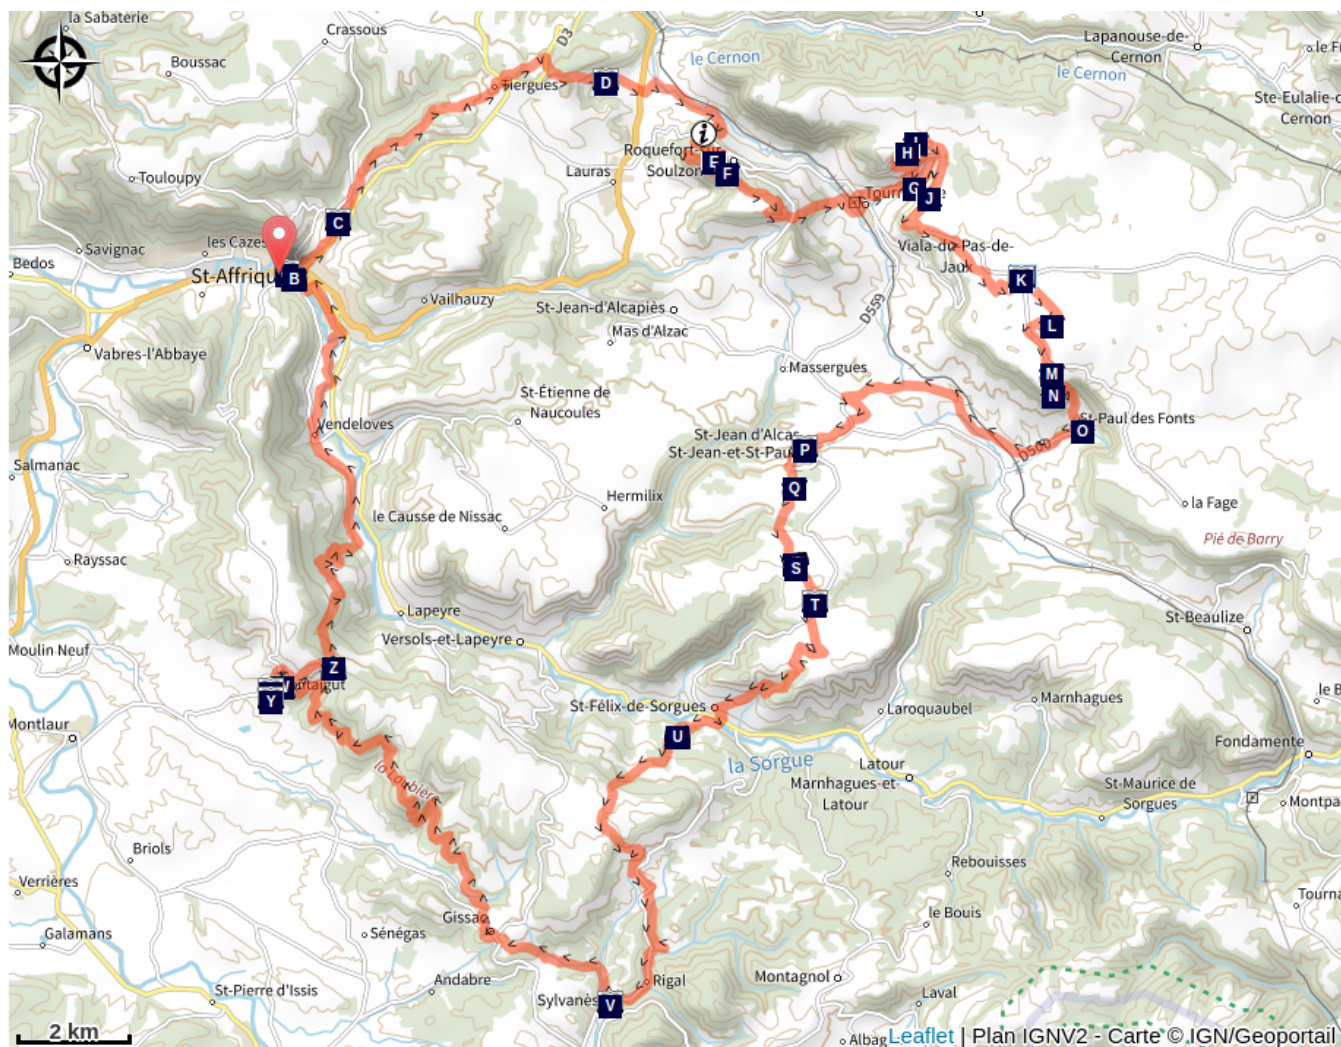 la Sabaterie
Crassous
Boussac
D3
le Cernon
Lapanouse-de-
Cernon
le Cernon
Ste-Eulalie-
Cernon
Tiergues
D
Touloupy
Lauras
Roquefort-sur-
Soulzon
i
E
F
H
G
J
C
Savignac
les Cazes
Bedos
St-Affrique
B
Vailhauzy
Viala-du-Pas-de-
Jaux
K
St-Jean-d'Alcapiès
Mas d'Alzac
D559
L
Vabres-l'Abbaye
Massergues
M
N
St-Étienne de
Naucoules
St-Paul des Fonts
O
Vendeloves
St-Jean d'Alcas
St-Jean-et-St-Paul
P
D500
Salmanac
Q
Hermilix
la Fage
le Causse de Nissac
Pié de Barry
Rayssac
S
T
Lapeyre
St-Beaulize
Versols-et-Lapeyre
Moulin Neuf
Z
Y
Marnhagues
St-Félix-de-Sorgues
Laroquaubel
Montlaur
U
Fondamente
la Sorgue
Latour
Marnhagues-et-
Latour
St-Maurice de
Sorgues
Briols
Rebouisses
Verrières
Gissac
le Bouis
Sénégas
Galamans
Andabre
Rigal
Montagnol
St-Pierre d'Issis
Sylvanès
V
Laval
2 km
Leaflet | Plan IGNV2 - Carte © IGN/Geoportail